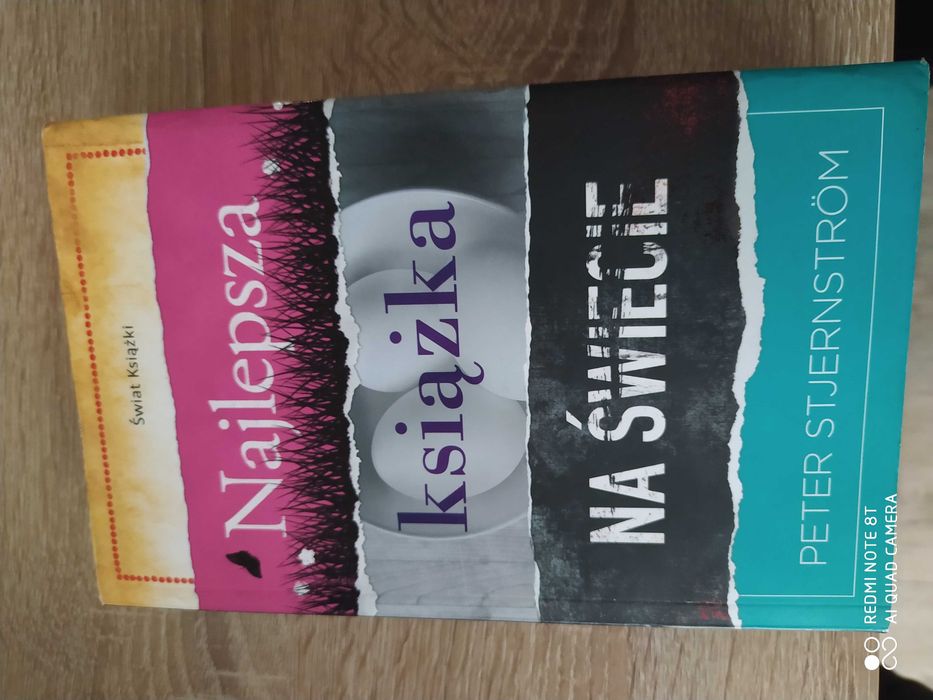 Świat Książki
Najlepsza
książka
NA ŚWIECIE
PETER STJERNSTRÖM
REDMI NOTE 8T
AI QUAD CAMERA